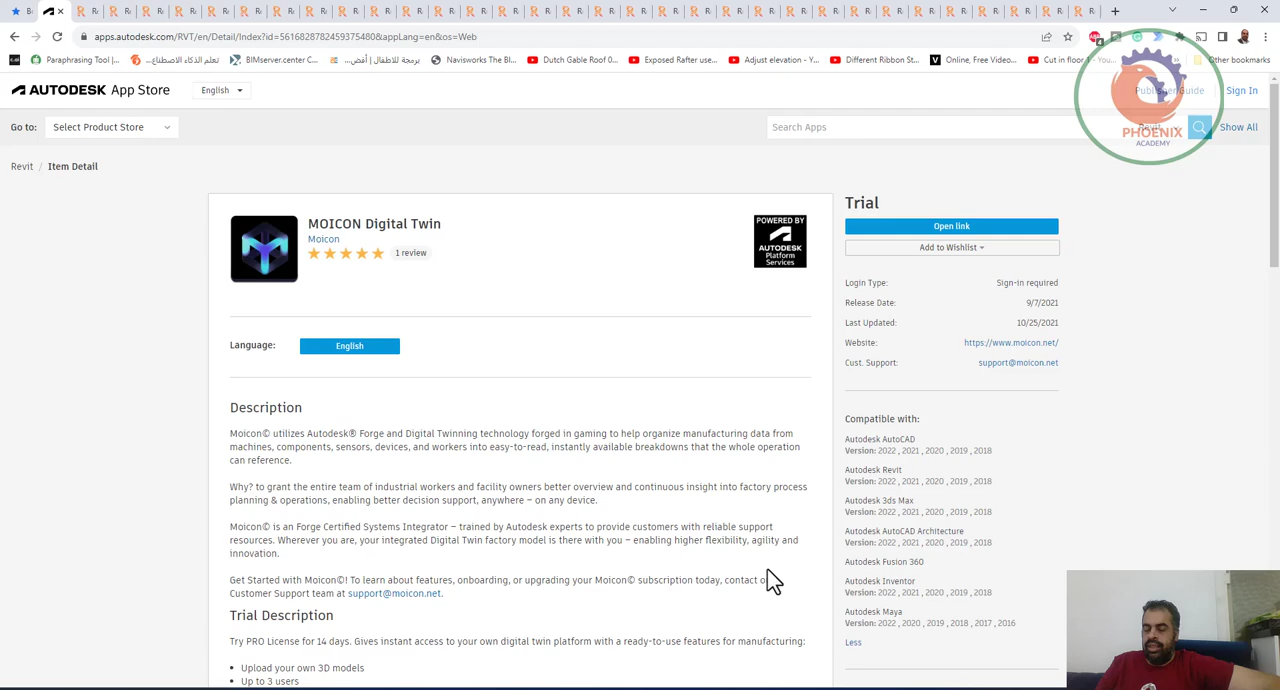 apps.autodesk.com/RVT/en/Detail/Index?id=5616828782459375480&appLang=en&os=Web
Paraphrasing Tool |...
تعلم الذكاء الاصطناع...
BIMserver.center C...
برمجة للاطفال | أفض...
Navisworks The Bl...
Dutch Gable Roof 0...
Exposed Rafter use...
Adjust elevation - Y...
Different Ribbon St...
Online, Free Video...
Cut in floor 1 - You...
Other bookmarks
AUTODESK App Store
English
Publisher Guide
Sign In
Go to:
Select Product Store
Search Apps
Revit
Show All
PHOENIX
ACADEMY
Revit / Item Detail
MOICON Digital Twin
Moicon
1 review
POWERED BY
AUTODESK
Platform
Services
Language:
English
Description
Moicon© utilizes Autodesk® Forge and Digital Twinning technology forged in gaming to help organize manufacturing data from
machines, components, sensors, devices, and workers into easy-to-read, instantly available breakdowns that the whole operation
can reference.
Why? to grant the entire team of industrial workers and facility owners better overview and continuous insight into factory process
planning & operations, enabling better decision support, anywhere – on any device.
Moicon© is an Forge Certified Systems Integrator – trained by Autodesk experts to provide customers with reliable support
resources. Wherever you are, your integrated Digital Twin factory model is there with you – enabling higher flexibility, agility and
innovation.
Get Started with Moicon©! To learn about features, onboarding, or upgrading your Moicon© subscription today, contact
Customer Support team at support@moicon.net.
Trial Description
Try PRO License for 14 days. Gives instant access to your own digital twin platform with a ready-to-use features for manufacturing:
• Upload your own 3D models
• Up to 3 users
Trial
Open link
Add to Wishlist
Login Type: Sign-in required
Release Date: 9/7/2021
Last Updated: 10/25/2021
Website: https://www.moicon.net/
Cust. Support: support@moicon.net
Compatible with:
Autodesk AutoCAD
Version: 2022 , 2021 , 2020 , 2019 , 2018
Autodesk Revit
Version: 2022 , 2021 , 2020 , 2019 , 2018
Autodesk 3ds Max
Version: 2022 , 2021 , 2020 , 2019 , 2018
Autodesk AutoCAD Architecture
Version: 2022 , 2021 , 2020 , 2019 , 2018
Autodesk Fusion 360
Autodesk Inventor
Version: 2022 , 2021 , 2020 , 2019 , 2018
Autodesk Maya
Version: 2022 , 2020 , 2019 , 2018 , 2017 , 2016
Less